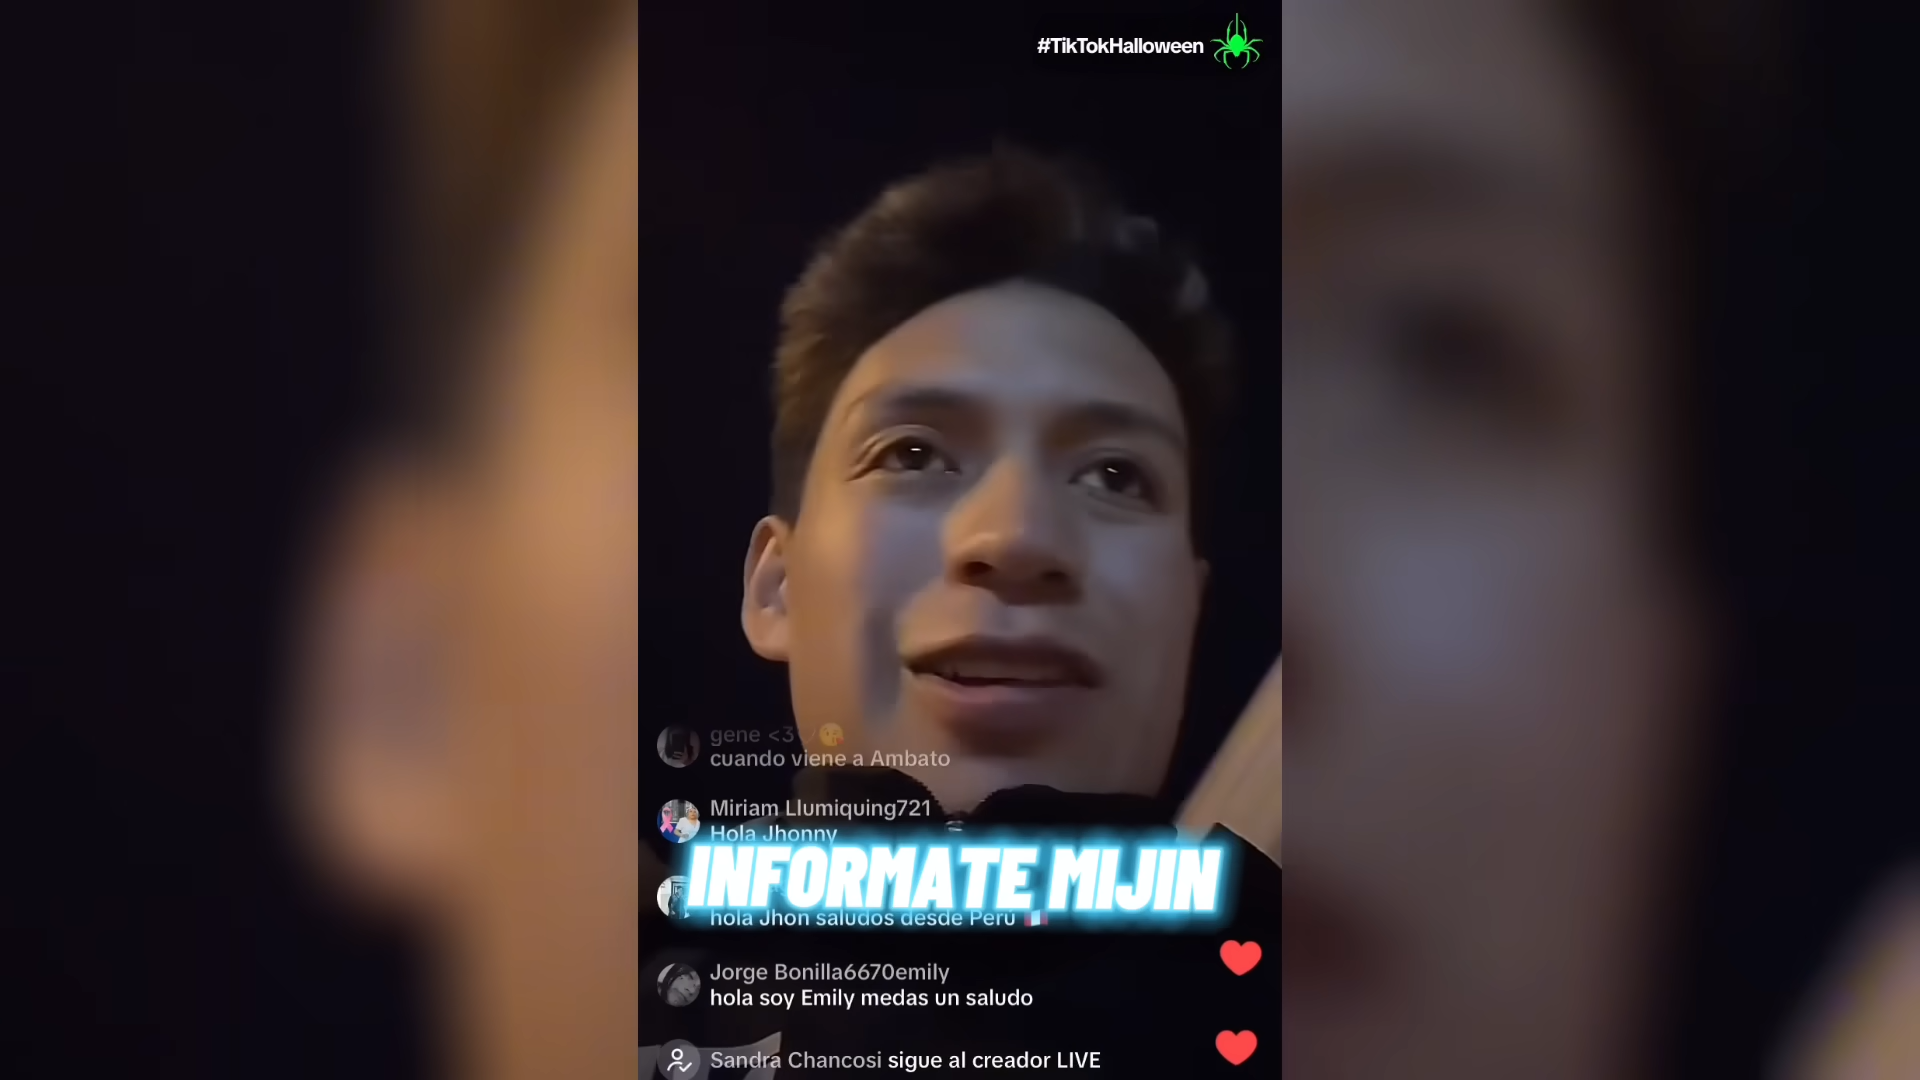 #TikTokHalloween
gene <3 😘
cuando viene a Ambato
Miriam Llumiquing721
Hola Jhonny
INFORMATE MIJIN
hola Jhon saludos desde Perú 🇵🇪
Jorge Bonilla6670emily
hola soy Emily medas un saludo
Sandra Chancosi sigue al creador LIVE